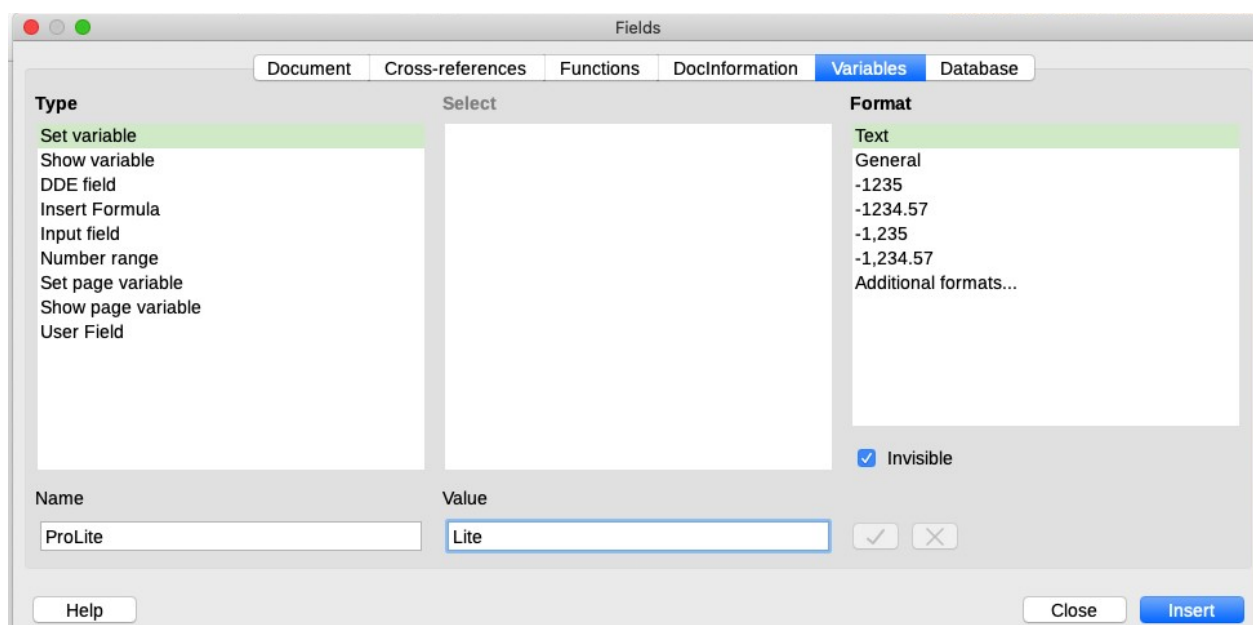 Fields
Document Cross-references Functions DocInformation Variables Database
Type
Select
Format
Set variable
Show variable
DDE field
Insert Formula
Input field
Number range
Set page variable
Show page variable
User Field
Text
General
-1235
-1234.57
-1,235
-1,234.57
Additional formats...
Invisible
Name
Value
ProLite
Lite
Help
Close
Insert